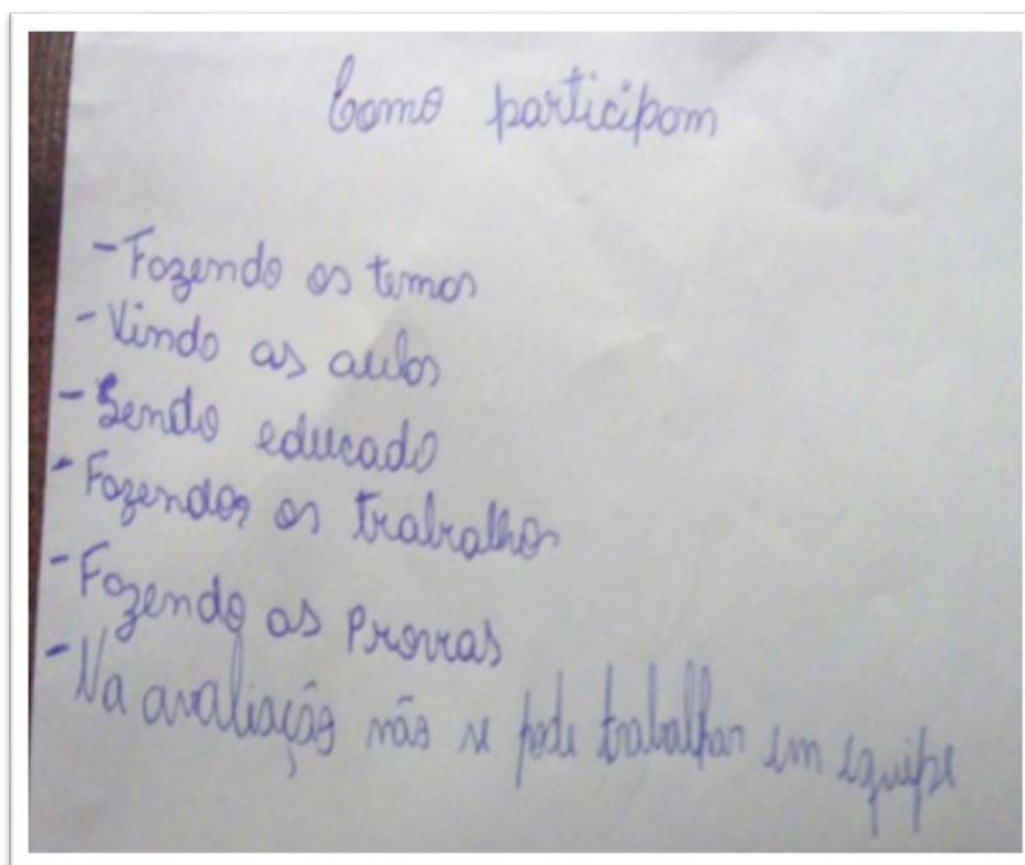 Como participam
- Fazendo os temas
- Vindo as aulas
- Sendo educado
- Fazendos os trabalhos
- Fazendo as Provas
- Na avaliação não se pode trabalhar em equipe